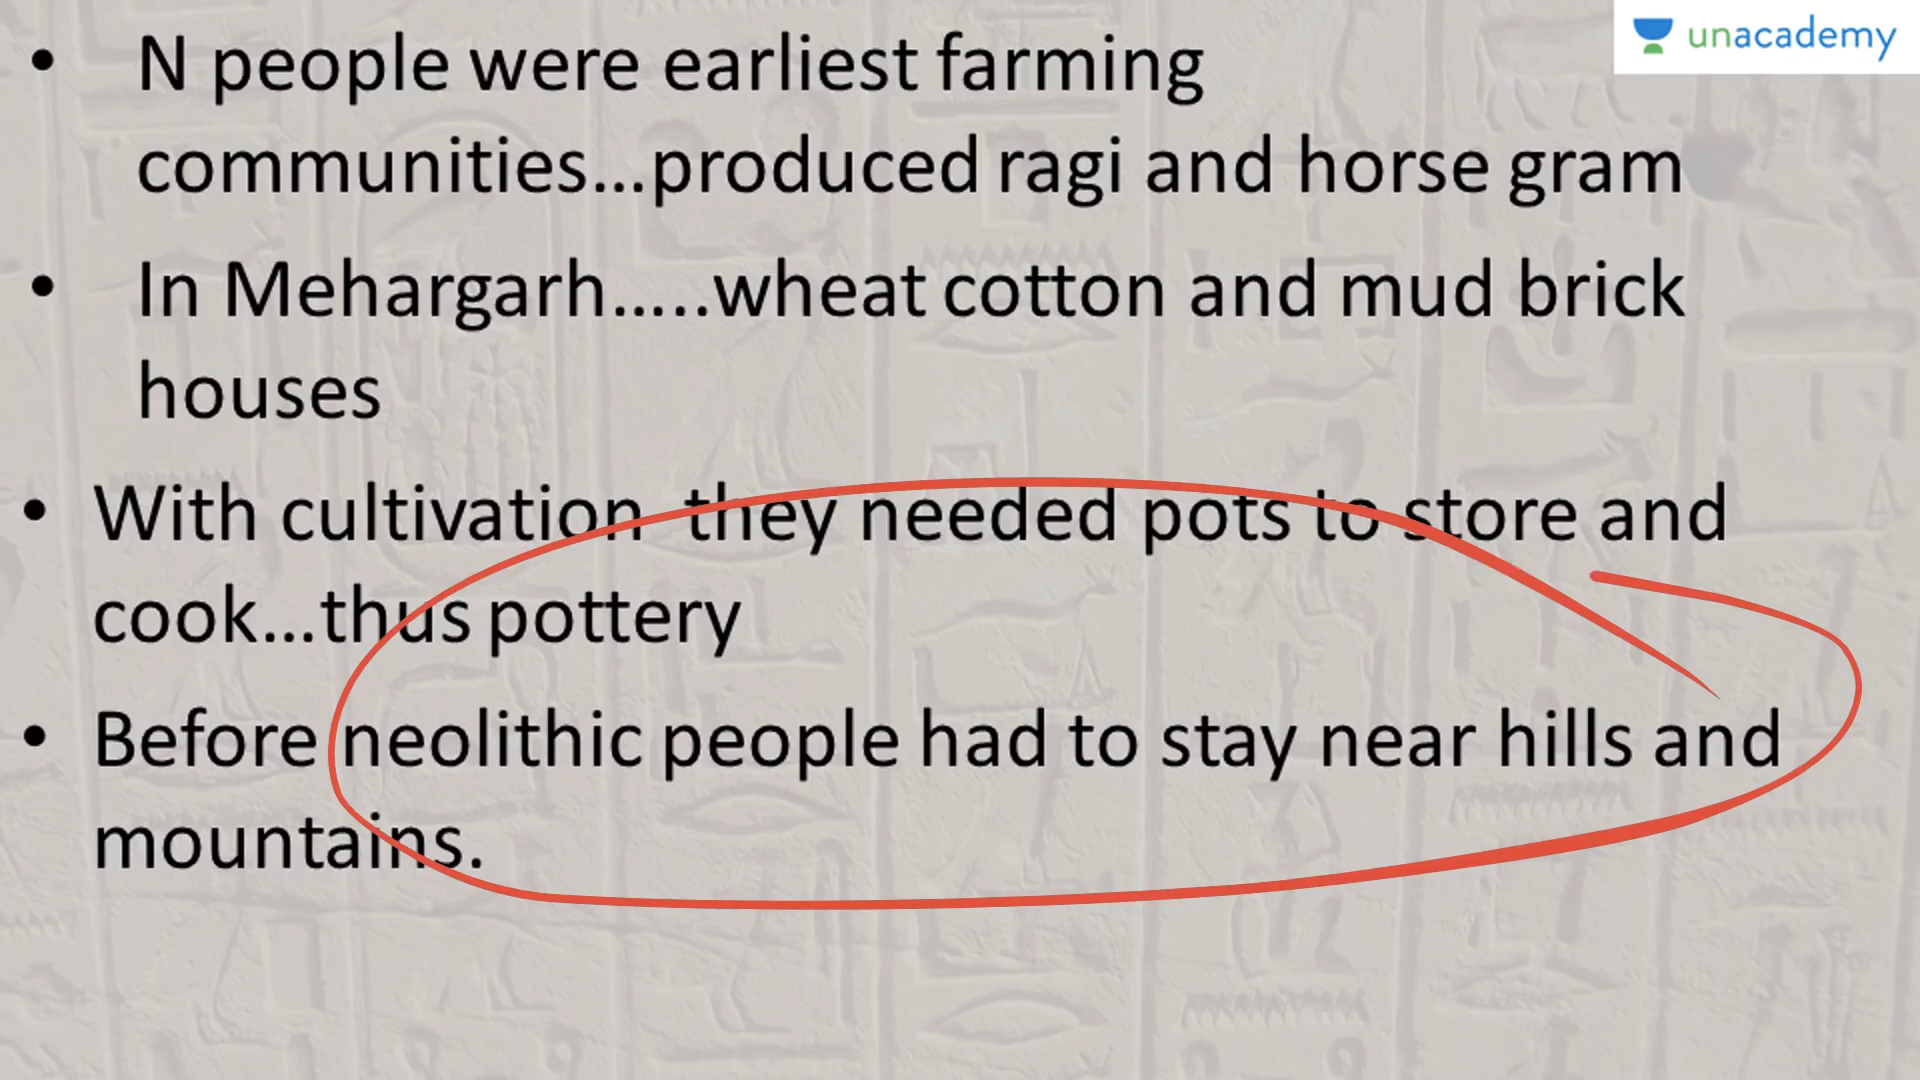 unacademy
• N people were earliest farming
communities...produced ragi and horse gram
• In Mehargarh.....wheat cotton and mud brick
houses
• With cultivation they needed pots to store and
cook...thus pottery
• Before neolithic people had to stay near hills and
mountains.